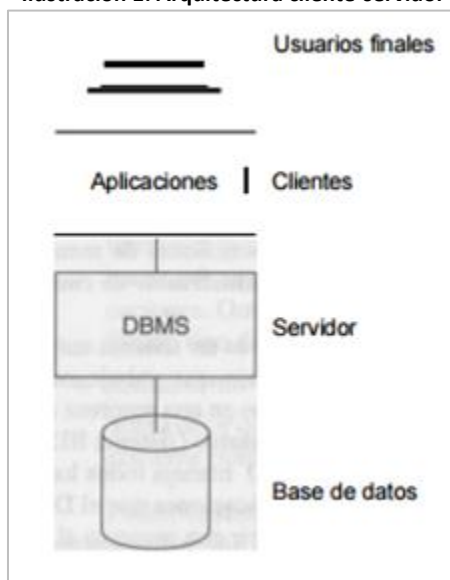 Ilustración 1. Arquitectura cliente servidor
Usuarios finales
Aplicaciones Clientes
DBMS Servidor
Base de datos